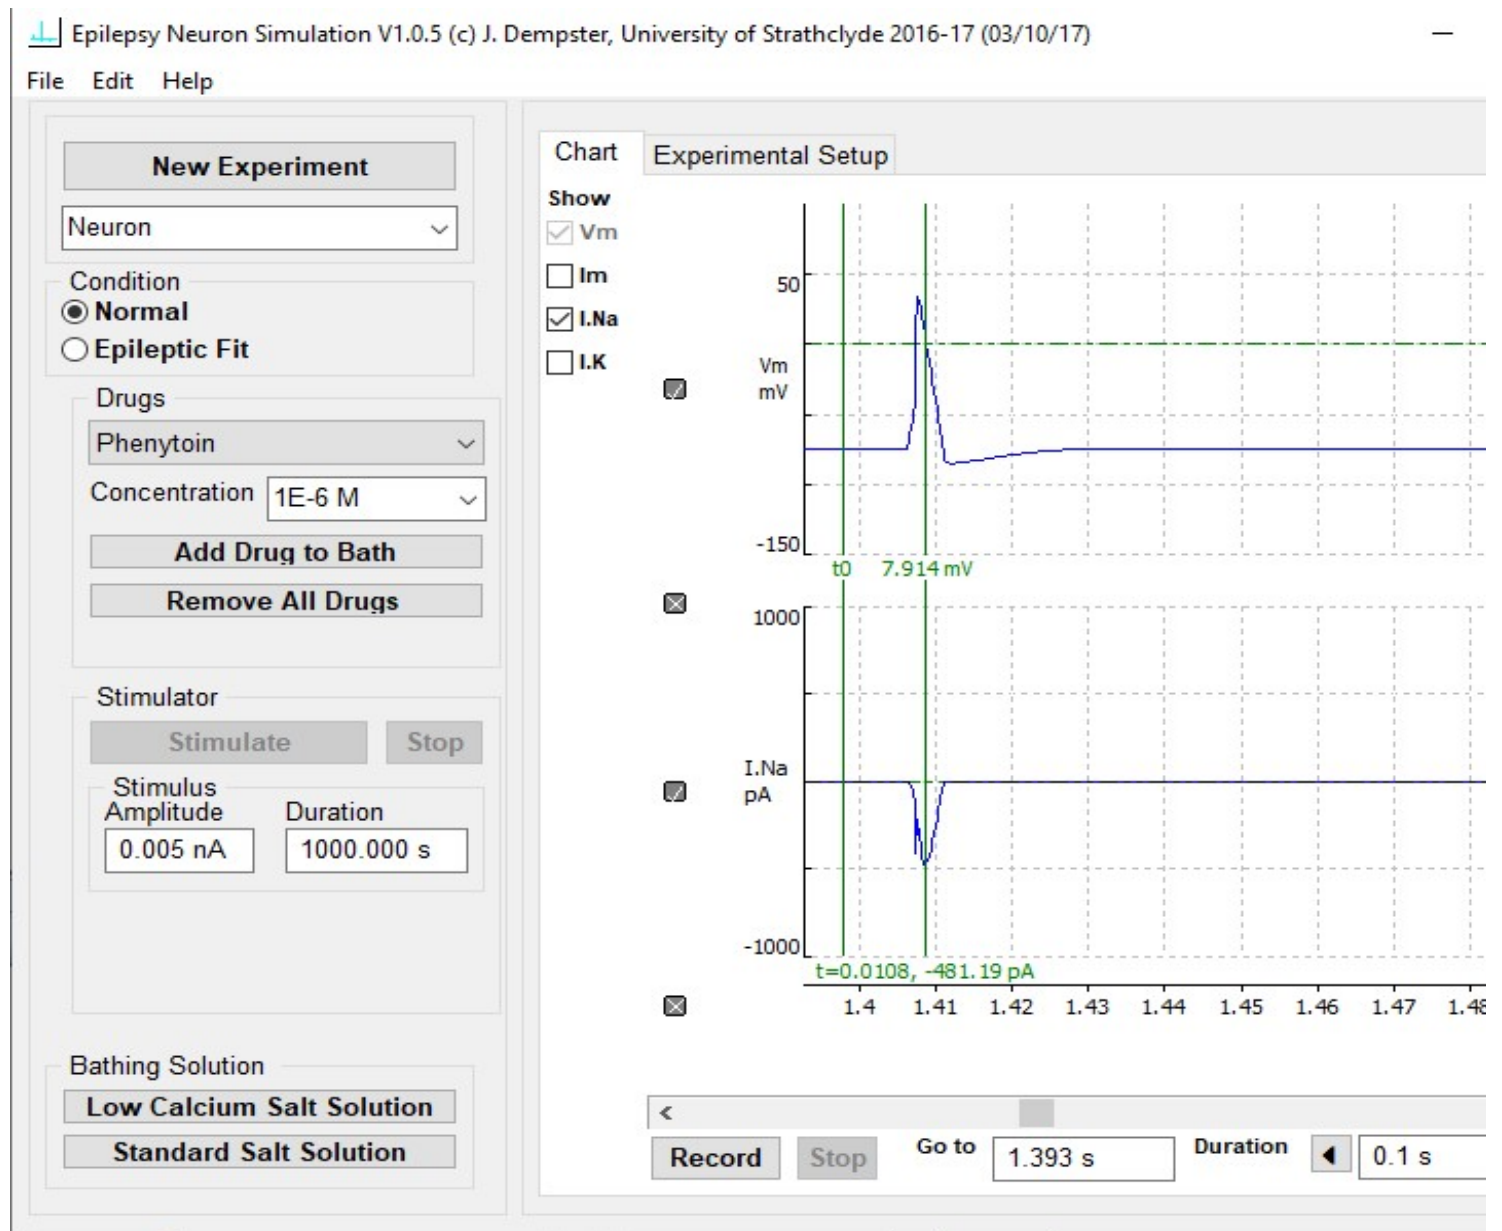 Epilepsy Neuron Simulation V1.0.5 (c) J. Dempster, University of Strathclyde 2016-17 (03/10/17)
File Edit Help
New Experiment
Neuron
Condition
Normal
Epileptic Fit
Drugs
Phenytoin
Concentration 1E-6 M
Add Drug to Bath
Remove All Drugs
Stimulator
Stimulate Stop
Stimulus
Amplitude Duration
0.005 nA 1000.000 s
Bathing Solution
Low Calcium Salt Solution
Standard Salt Solution
Chart Experimental Setup
Show
Vm
Im
I.Na
I.K
50
Vm
mV
-150
t0 7.914 mV
1000
I.Na
pA
-1000
t=0.0108, -481.19 pA
1.4 1.41 1.42 1.43 1.44 1.45 1.46 1.47 1.48
Record Stop Go to 1.393 s Duration 0.1 s